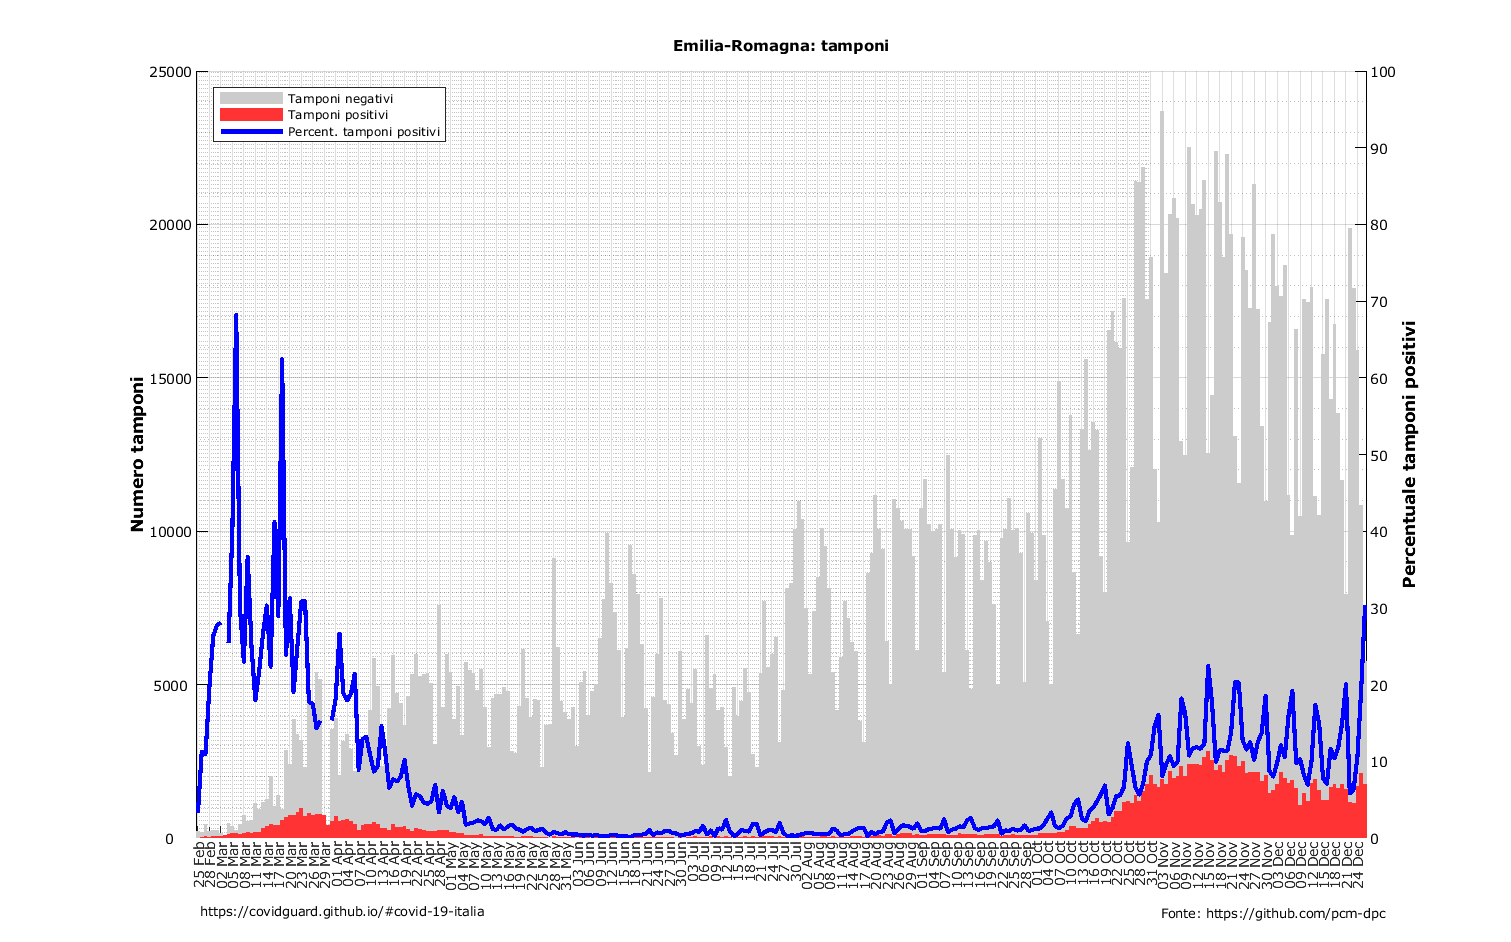 Emilia-Romagna: tamponi
Tamponi negativi
Tamponi positivi
Percent. tamponi positivi
25000
20000
15000
10000
5000
0
Numero tamponi
100
90
80
70
60
50
40
30
20
10
0
Percentuale tamponi positivi
25 Feb
28 Feb
02 Mar
05 Mar
08 Mar
11 Mar
14 Mar
17 Mar
20 Mar
23 Mar
26 Mar
29 Mar
01 Apr
04 Apr
07 Apr
10 Apr
13 Apr
16 Apr
19 Apr
22 Apr
25 Apr
28 Apr
01 May
04 May
07 May
10 May
13 May
16 May
19 May
22 May
25 May
28 May
31 May
03 Jun
06 Jun
09 Jun
12 Jun
15 Jun
18 Jun
21 Jun
24 Jun
27 Jun
30 Jun
03 Jul
06 Jul
09 Jul
12 Jul
15 Jul
18 Jul
21 Jul
24 Jul
27 Jul
30 Jul
02 Aug
05 Aug
08 Aug
11 Aug
14 Aug
17 Aug
20 Aug
23 Aug
26 Aug
29 Aug
01 Sep
04 Sep
07 Sep
10 Sep
13 Sep
16 Sep
19 Sep
22 Sep
25 Sep
28 Sep
01 Oct
04 Oct
07 Oct
10 Oct
13 Oct
16 Oct
19 Oct
22 Oct
25 Oct
28 Oct
31 Oct
03 Nov
06 Nov
09 Nov
12 Nov
15 Nov
18 Nov
21 Nov
24 Nov
27 Nov
30 Nov
03 Dec
06 Dec
09 Dec
12 Dec
15 Dec
18 Dec
21 Dec
24 Dec
https://covidguard.github.io/#covid-19-italia
Fonte: https://github.com/pcm-dpc